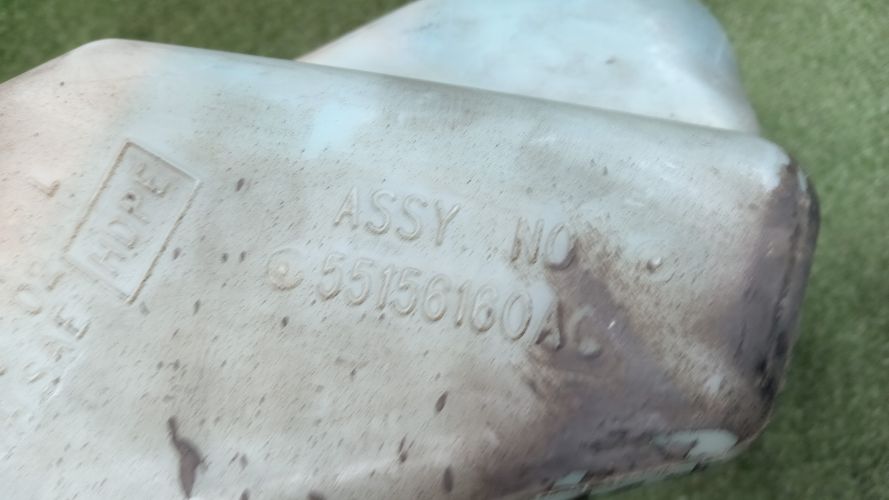 ASSY NO
55156160AC
HDPE